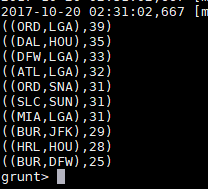 2017-10-20 02:31:02,667 [m
((ORD,LGA),39)
((DAL,HOU),35)
((DFW,LGA),33)
((ATL,LGA),32)
((ORD,SNA),31)
((SLC,SUN),31)
((MIA,LGA),31)
((BUR,JFK),29)
((HRL,HOU),28)
((BUR,DFW),25)
grunt>